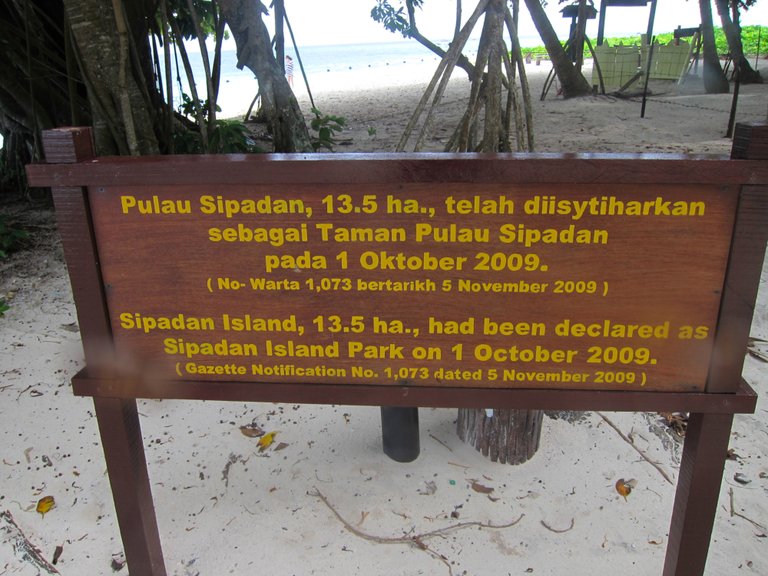 Pulau Sipadan, 13.5 ha., telah diisytiharkan
sebagai Taman Pulau Sipadan
pada 1 Oktober 2009.
( No- Warta 1,073 bertarikh 5 November 2009 )
Sipadan Island, 13.5 ha., had been declared as
Sipadan Island Park on 1 October 2009.
( Gazette Notification No. 1,073 dated 5 November 2009 )